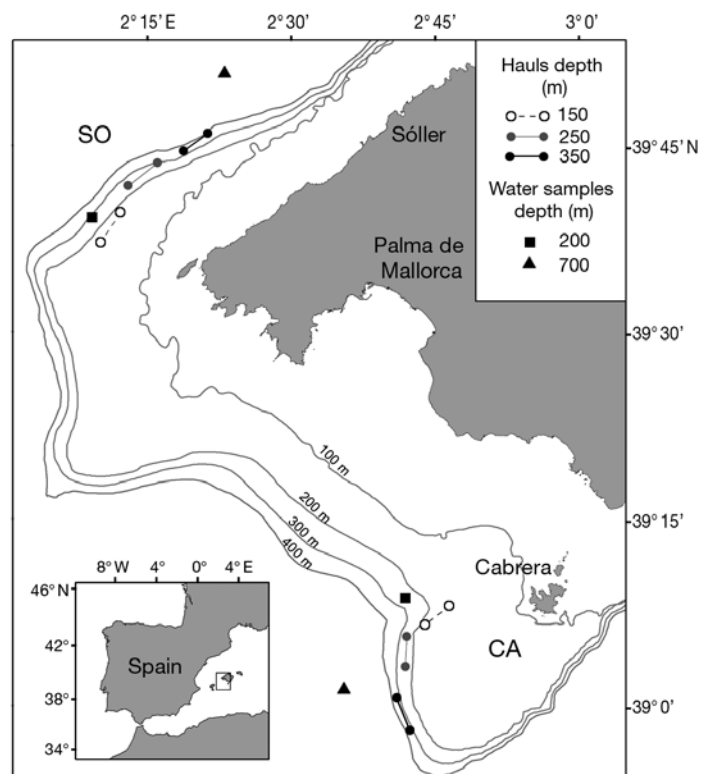 2°15' E
2°30'
2°45'
3°0'
Hauls depth
(m)
150
250
350
Water samples
depth (m)
200
700
SO
Sóller
39°45' N
Palma de
Mallorca
39°30'
100 m
200 m
300 m
400 m
39°15'
Cabrera
CA
39°0'
8°W
4°
0°
4°E
46°N
42°
38°
34°
Spain